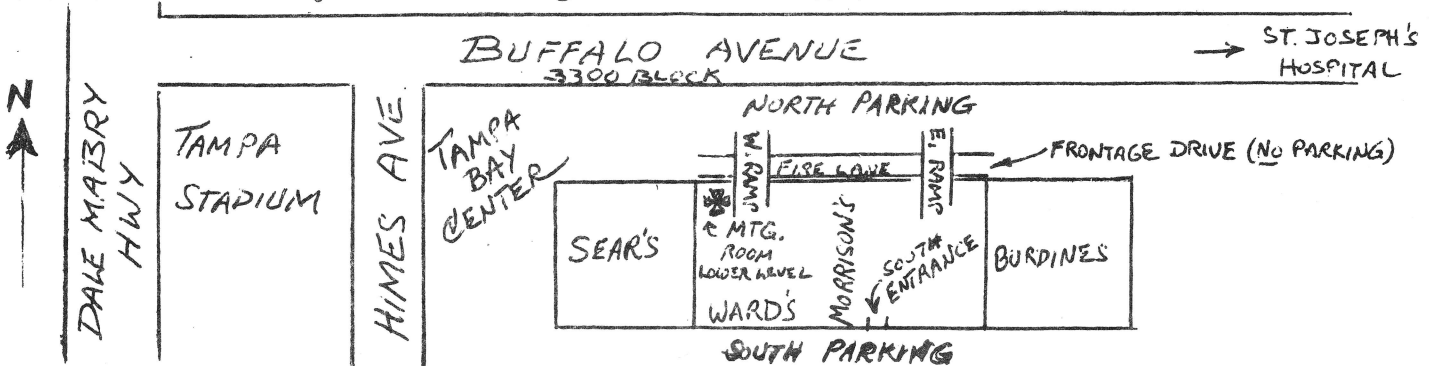 BUFFALO AVENUE
3300 BLOCK
→ ST. JOSEPH'S
HOSPITAL
N
DALE MABRY
HWY
TAMPA
STADIUM
HIMES AVE.
TAMPA
BAY
CENTER
NORTH PARKING
W. RAMP
FIRE LANE
E. RAMP
FRONTAGE DRIVE (NO PARKING)
SEAR'S
MTG.
ROOM
LOWER LEVEL
WARD'S
MORRISON'S
SOUTH
ENTRANCE
BURDINES
SOUTH PARKING